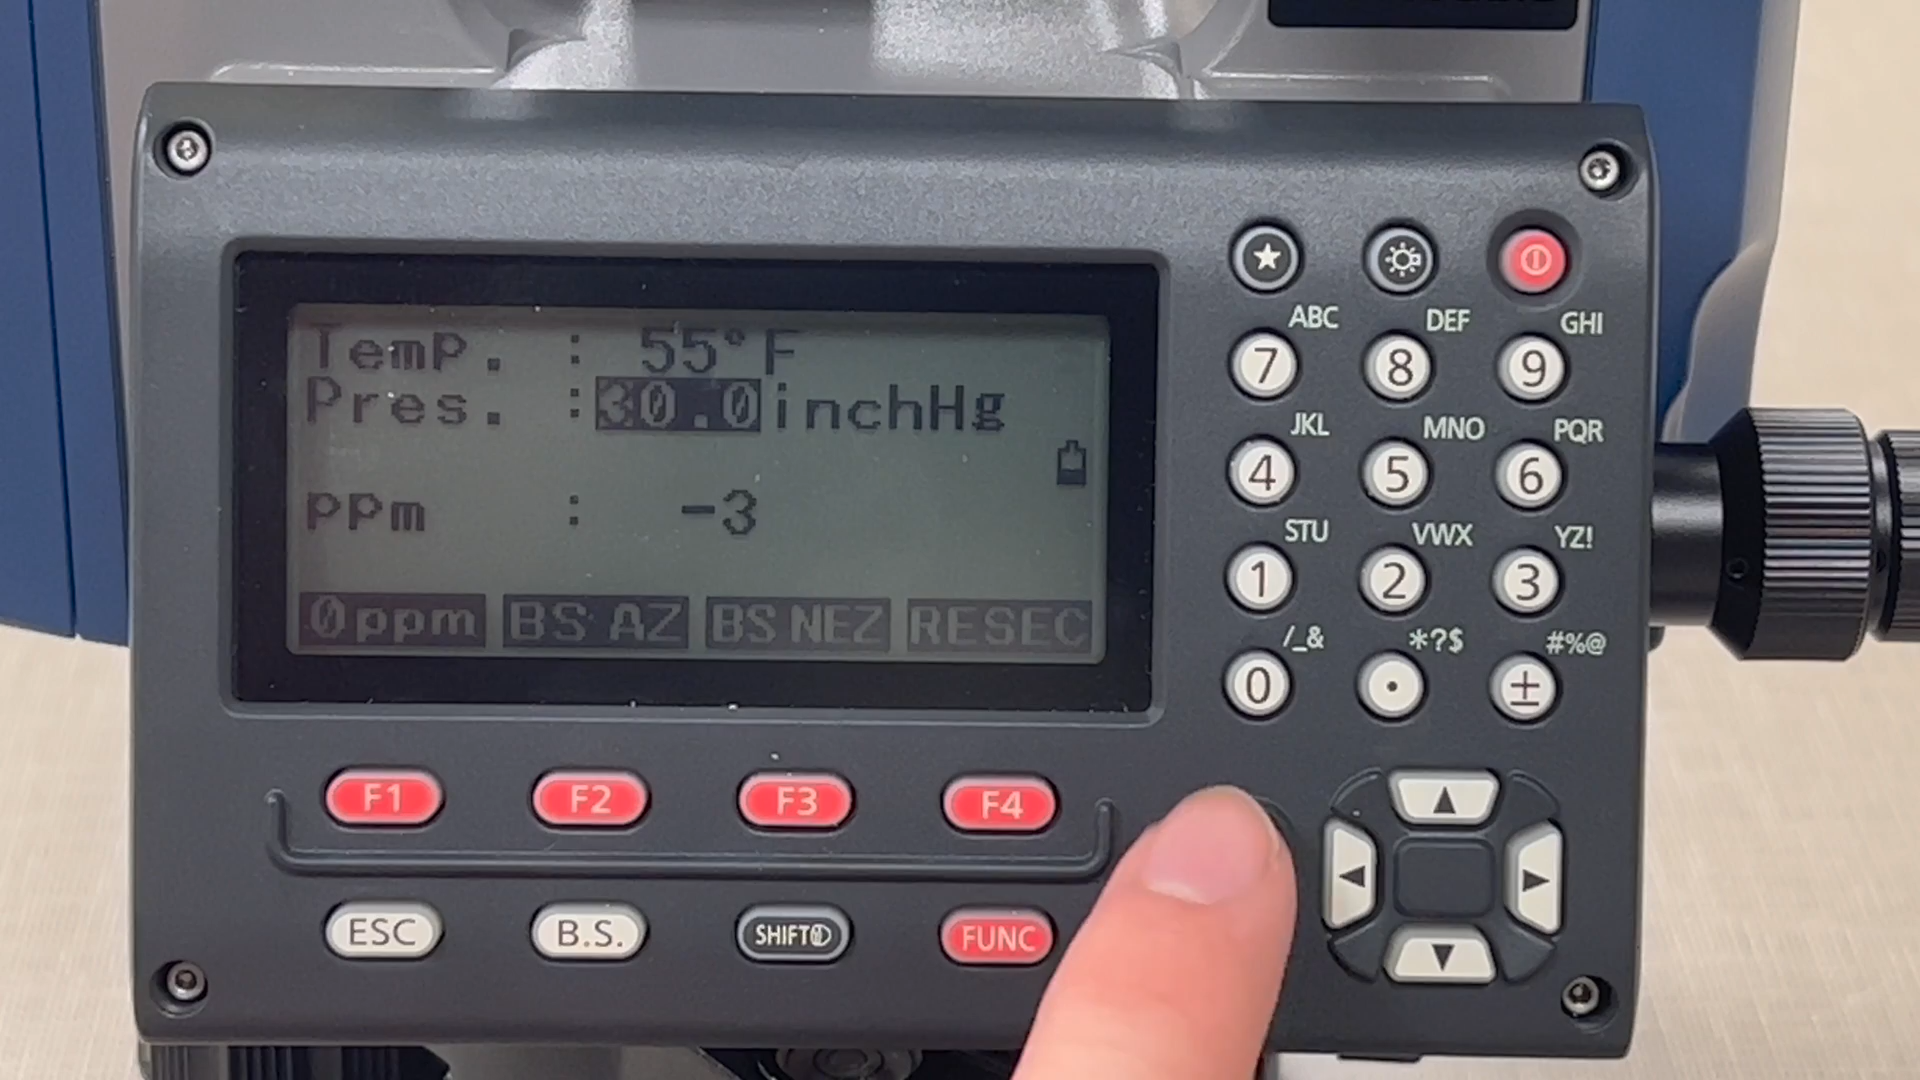 Temp. : 55°F
Pres. :30.0inchHg
ppm : -3
0ppm BS AZ BS NEZ RESEC
ABC DEF GHI
7 8 9
JKL MNO PQR
4 5 6
STU VWX YZ!
1 2 3
/_& *?$ #%@
0 . ±
F1 F2 F3 F4
ESC B.S. SHIFT FUNC